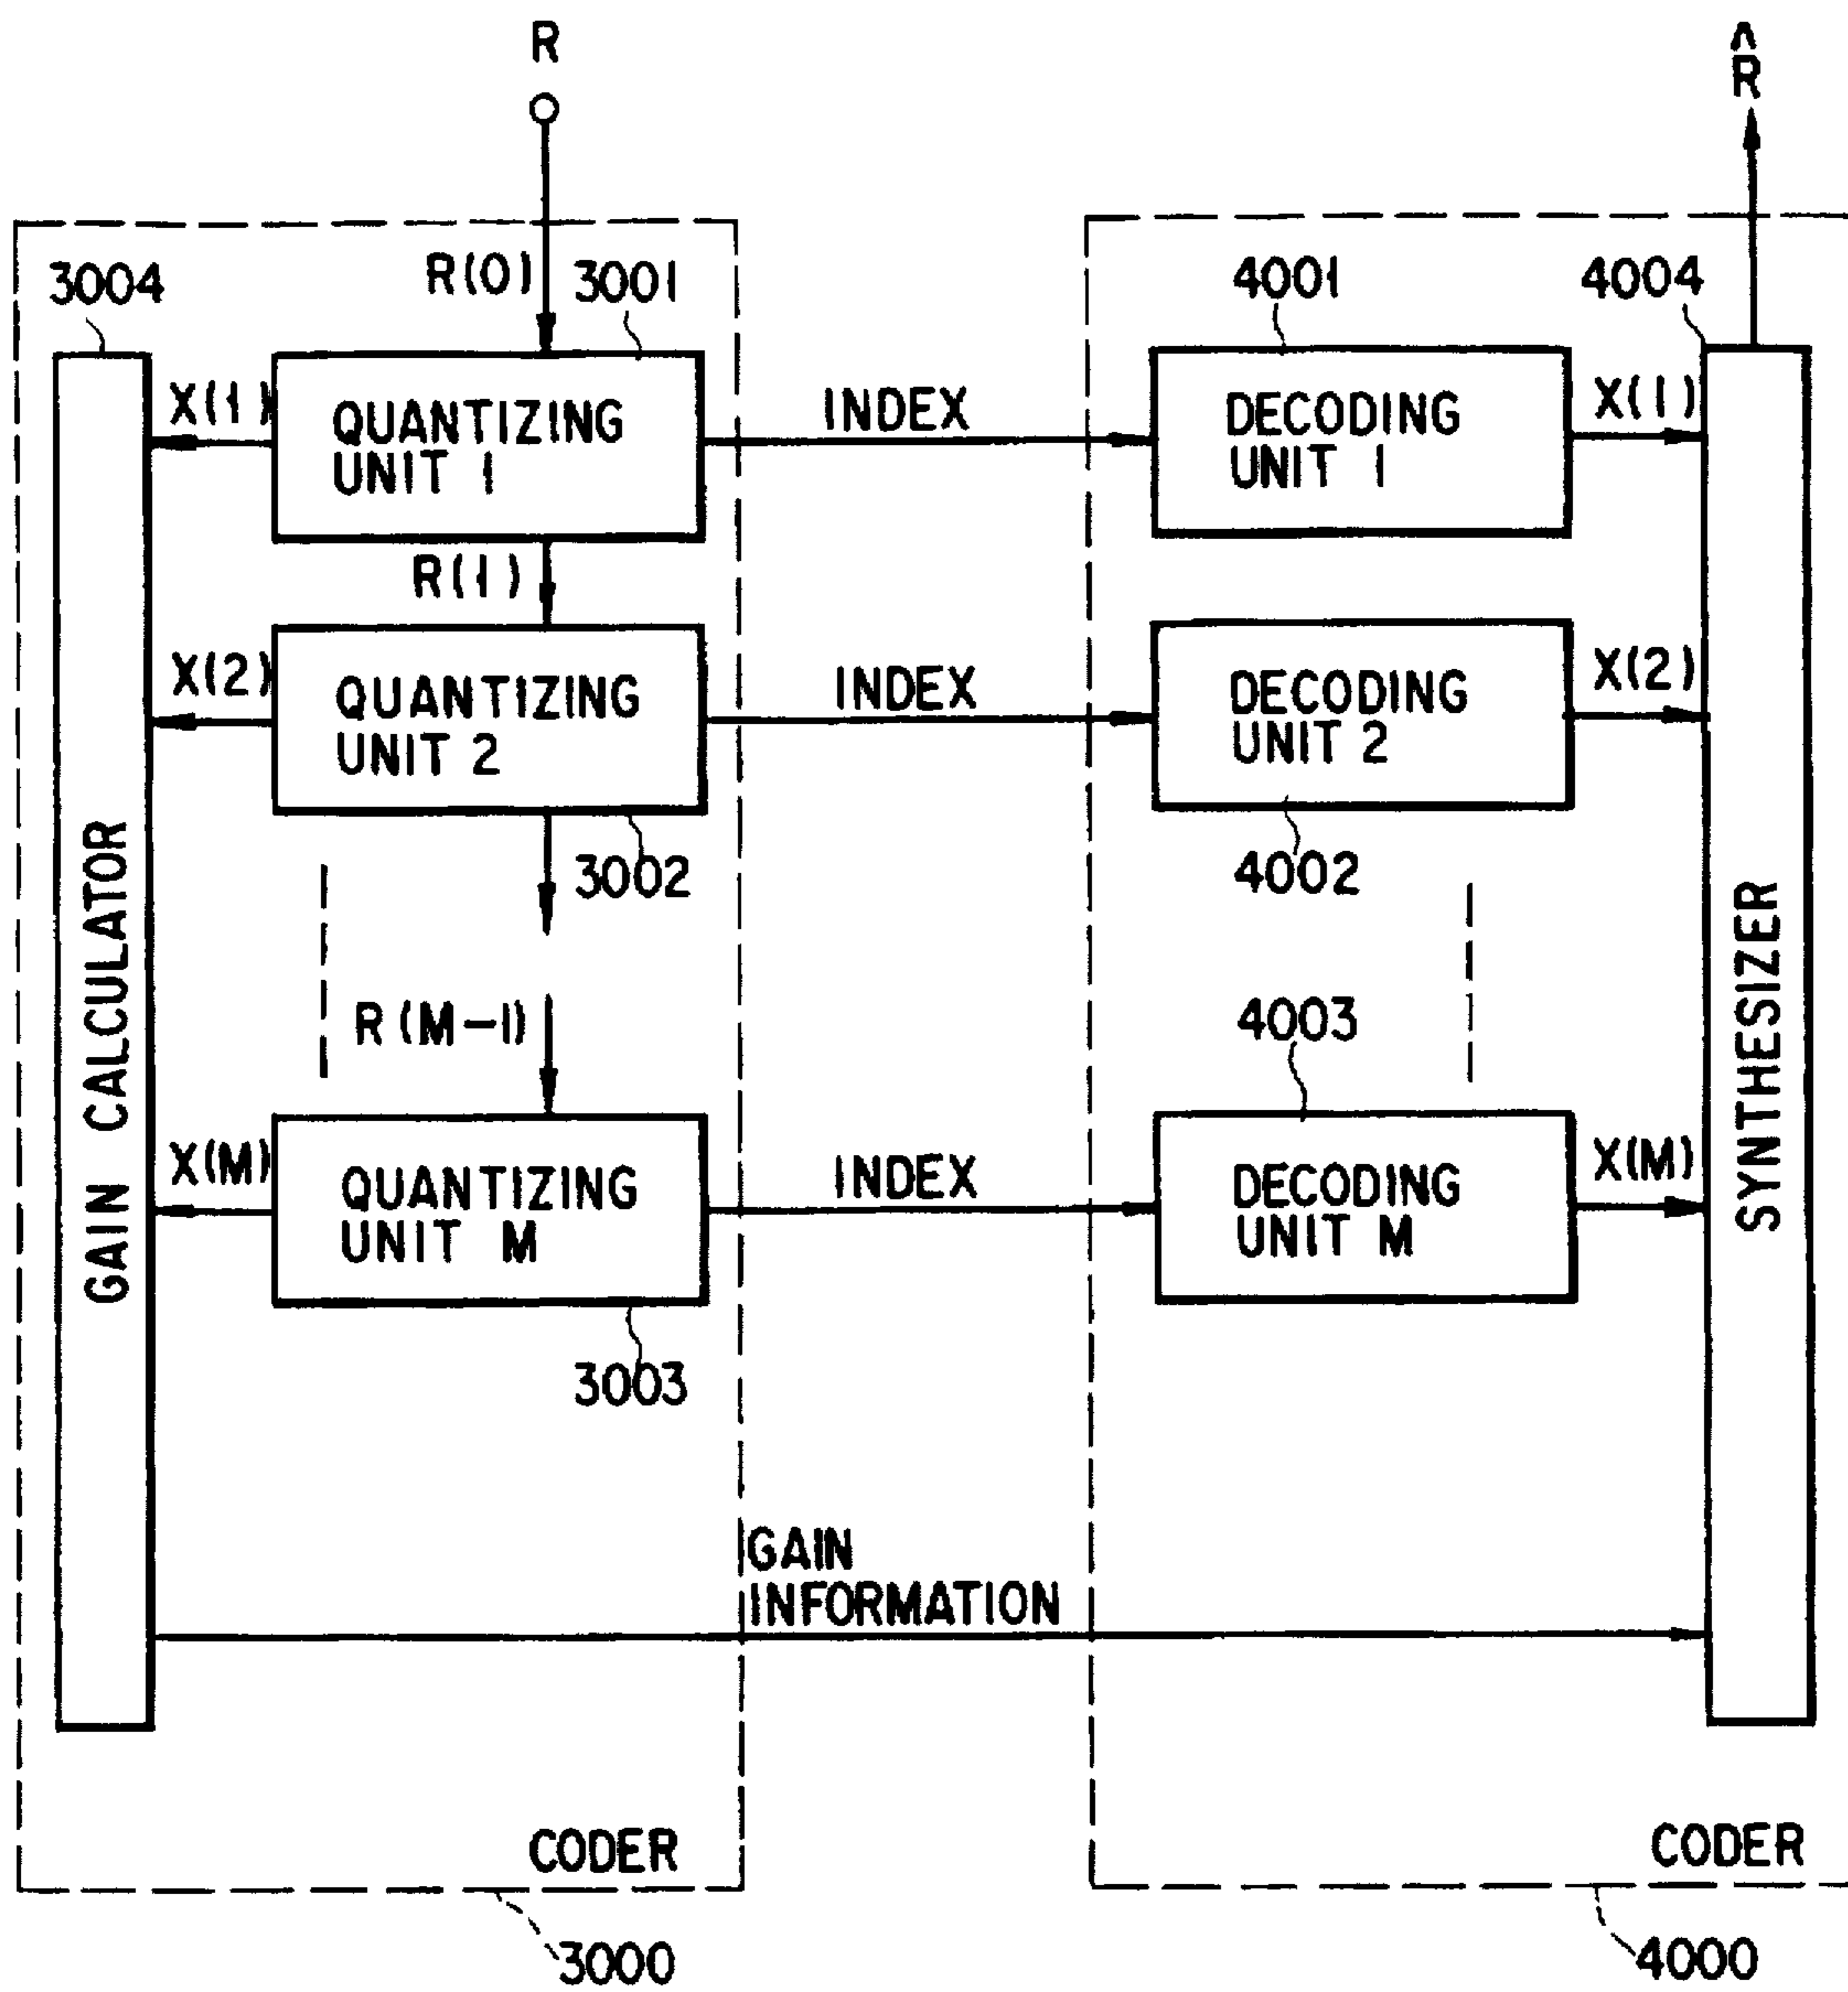 R
R̂
3004
R(0)
3001
4001
4004
X(1)
QUANTIZING
UNIT 1
INDEX
DECODING
UNIT 1
X(1)
R(1)
X(2)
QUANTIZING
UNIT 2
INDEX
DECODING
UNIT 2
X(2)
3002
4002
GAIN CALCULATOR
SYNTHESIZER
R(M-1)
4003
X(M)
QUANTIZING
UNIT M
INDEX
DECODING
UNIT M
X(M)
3003
GAIN
INFORMATION
CODER
CODER
3000
4000